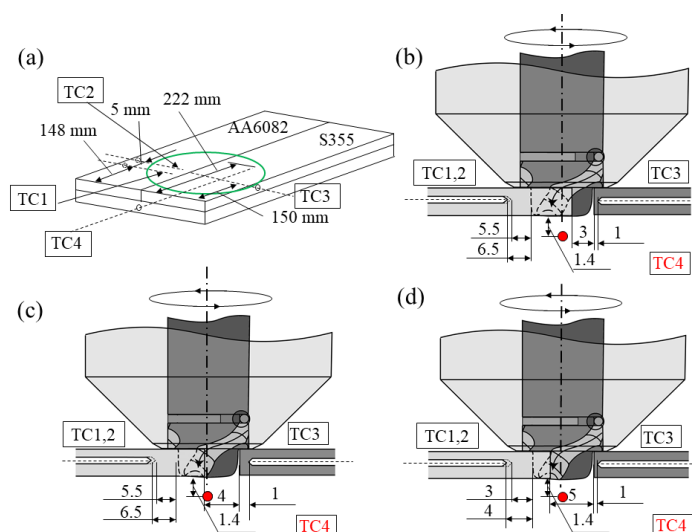 (a)
TC2
5 mm
222 mm
148 mm
AA6082
S355
TC1
TC3
150 mm
TC4
(b)
TC1,2
TC3
5.5
3
1
6.5
1.4
TC4
(c)
TC1,2
TC3
5.5
4
1
6.5
1.4
TC4
(d)
TC1,2
TC3
3
5
1
4
1.4
TC4